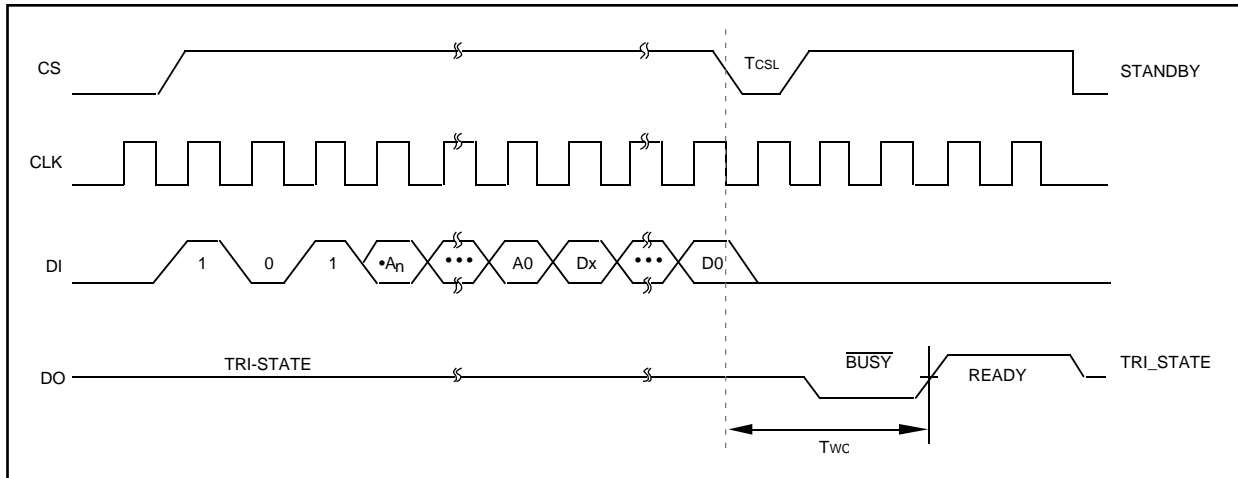 CS
TCSL
STANDBY
CLK
DI
1
0
1
•An
•••
A0
Dx
•••
D0
DO
TRI-STATE
BUSY
READY
TRI_STATE
TWC